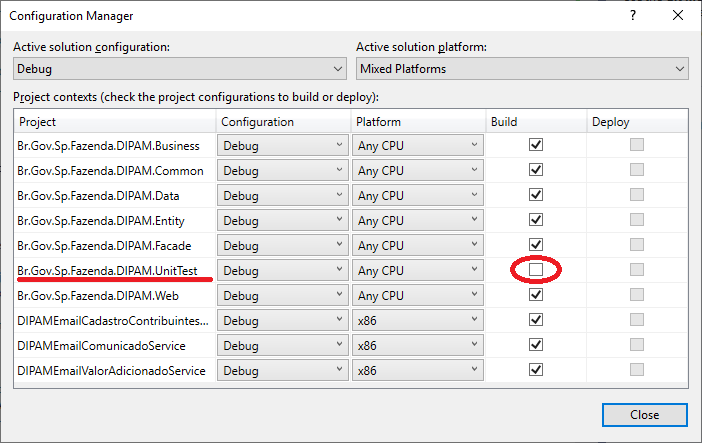 Configuration Manager
Active solution configuration: Active solution platform:
Debug Mixed Platforms
Project contexts (check the project configurations to build or deploy):
Project Configuration Platform Build Deploy
Br.Gov.Sp.Fazenda.DIPAM.Business Debug Any CPU
Br.Gov.Sp.Fazenda.DIPAM.Common Debug Any CPU
Br.Gov.Sp.Fazenda.DIPAM.Data Debug Any CPU
Br.Gov.Sp.Fazenda.DIPAM.Entity Debug Any CPU
Br.Gov.Sp.Fazenda.DIPAM.Facade Debug Any CPU
Br.Gov.Sp.Fazenda.DIPAM.UnitTest Debug Any CPU
Br.Gov.Sp.Fazenda.DIPAM.Web Debug Any CPU
DIPAMEmailCadastroContribuintes... Debug x86
DIPAMEmailComunicadoService Debug x86
DIPAMEmailValorAdicionadoService Debug x86
Close